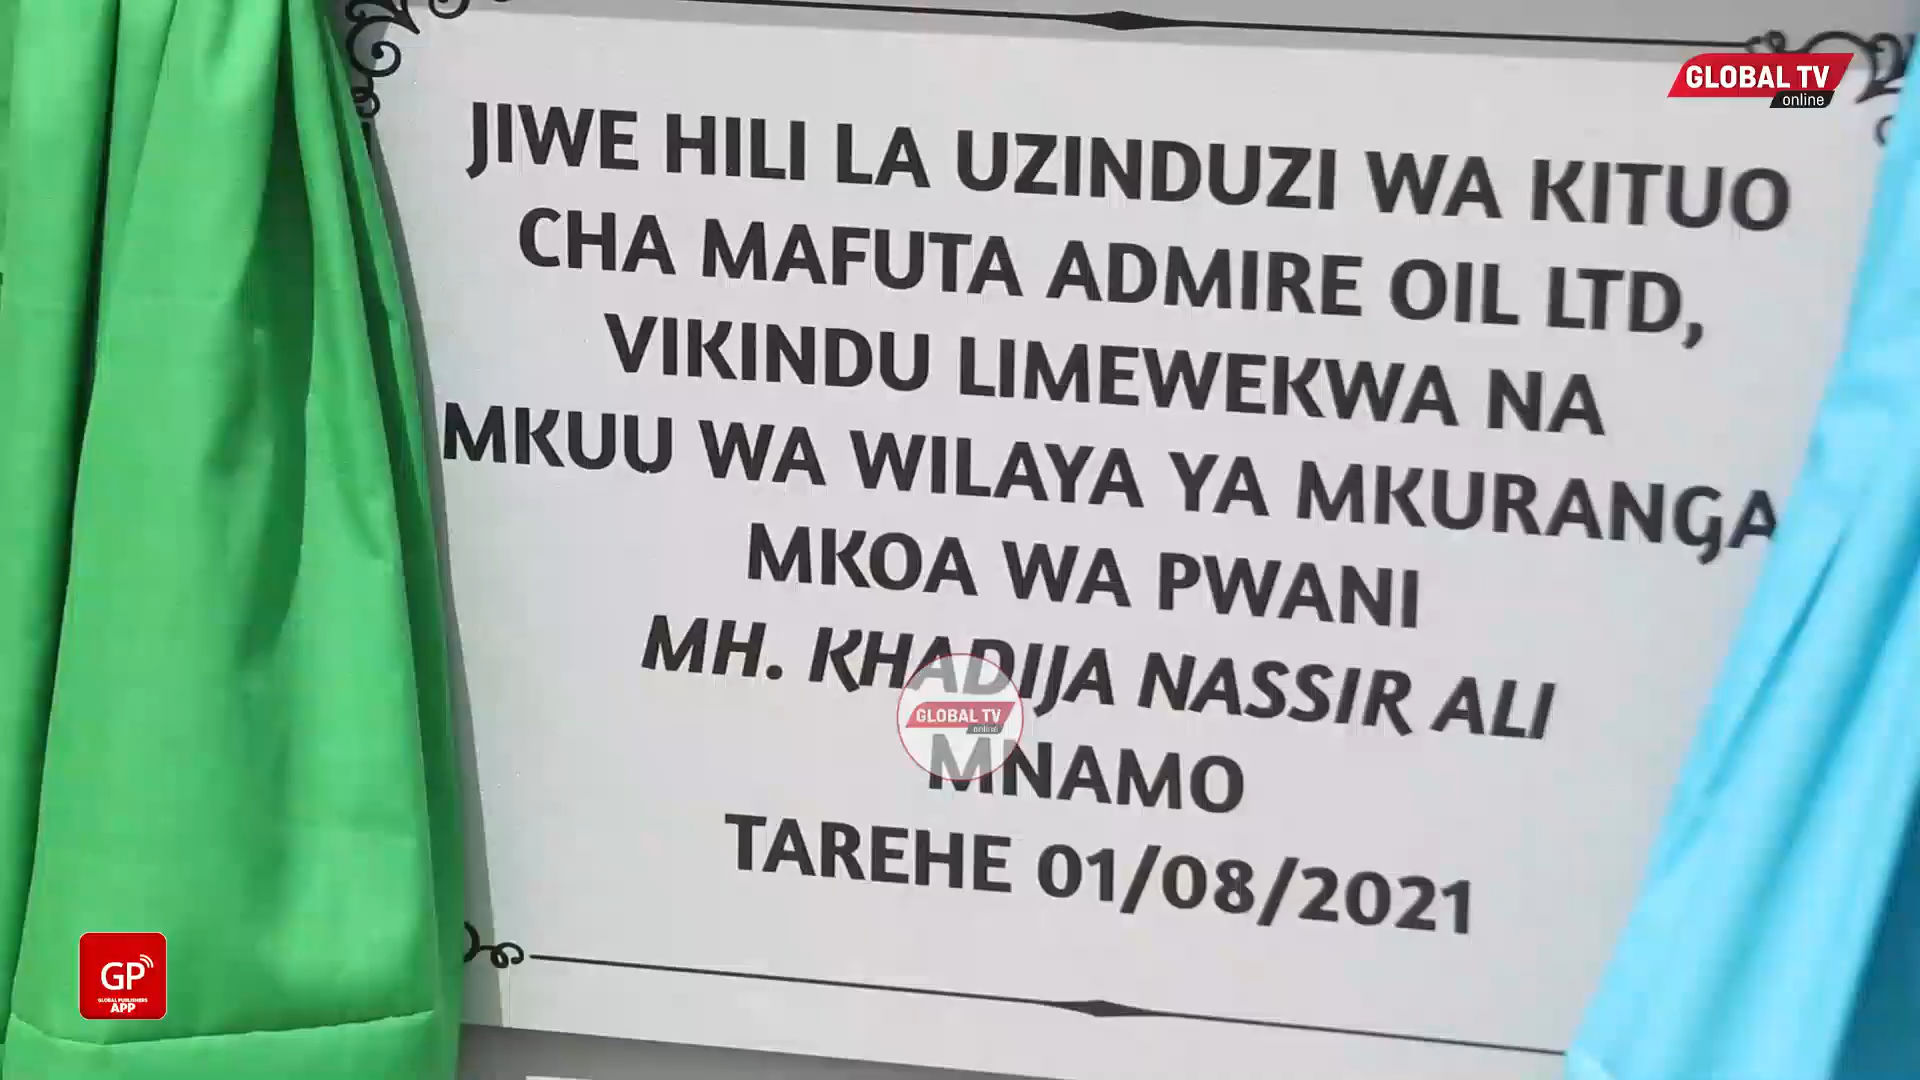 GLOBAL TV
online
JIWE HILI LA UZINDUZI WA KITUO
CHA MAFUTA ADMIRE OIL LTD,
VIKINDU LIMEWEKWA NA
MKUU WA WILAYA YA MKURANGA
MKOA WA PWANI
MH. KHADIJA NASSIR ALI
GLOBAL TV
online
MNAMO
TAREHE 01/08/2021
GP
GLOBAL PUBLISHERS
APP